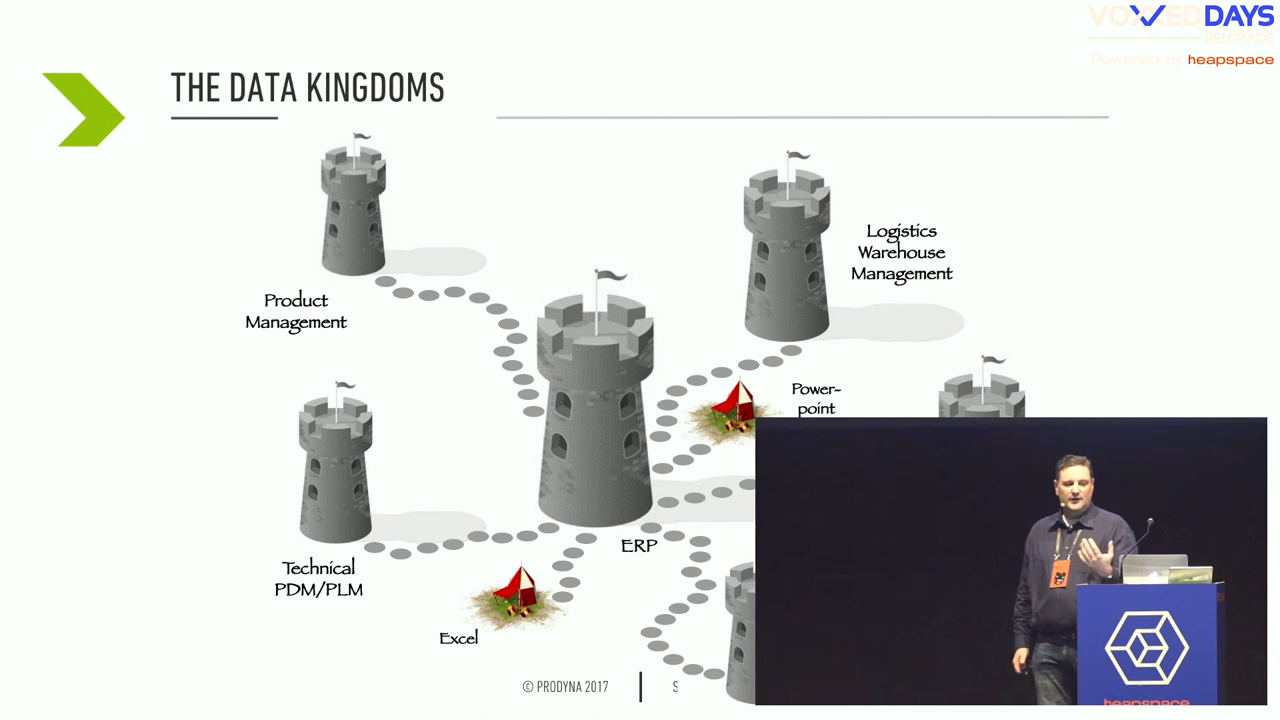 VOXXED DAYS
BELGRADE
Powered by heapspace
THE DATA KINGDOMS
Logistics
Warehouse
Management
Product
Management
Power-
point
ERP
Technical
PDM/PLM
Excel
© PRODYNA 2017
heapspace